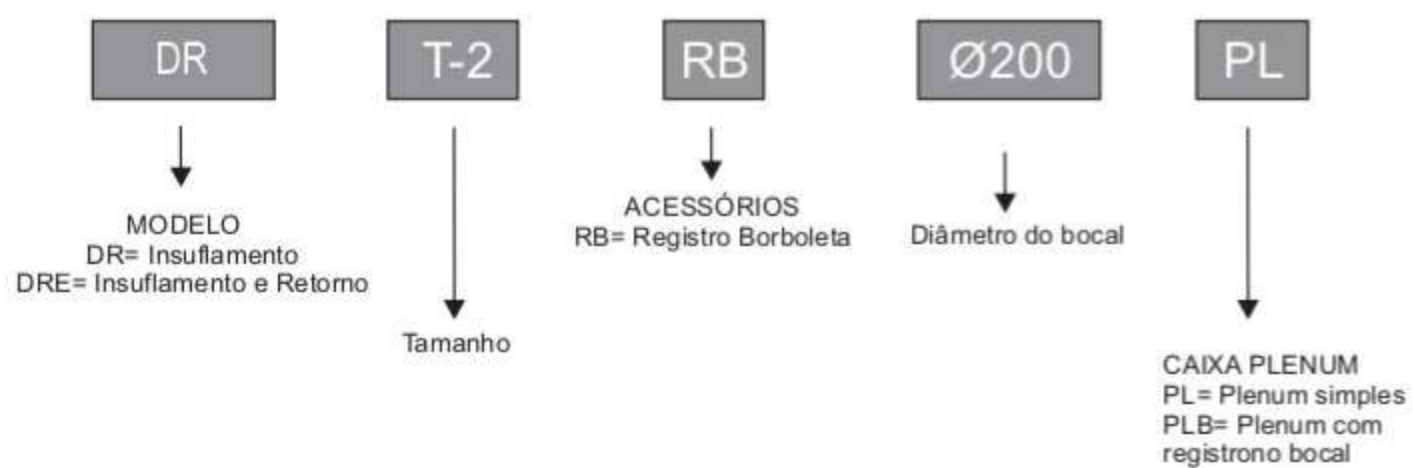 DR
T-2
RB
Ø200
PL
MODELO
DR= Insuflamento
DRE= Insuflamento e Retorno
Tamanho
ACESSÓRIOS
RB= Registro Borboleta
Diâmetro do bocal
CAIXA PLENUM
PL= Plenum simples
PLB= Plenum com
registrono bocal